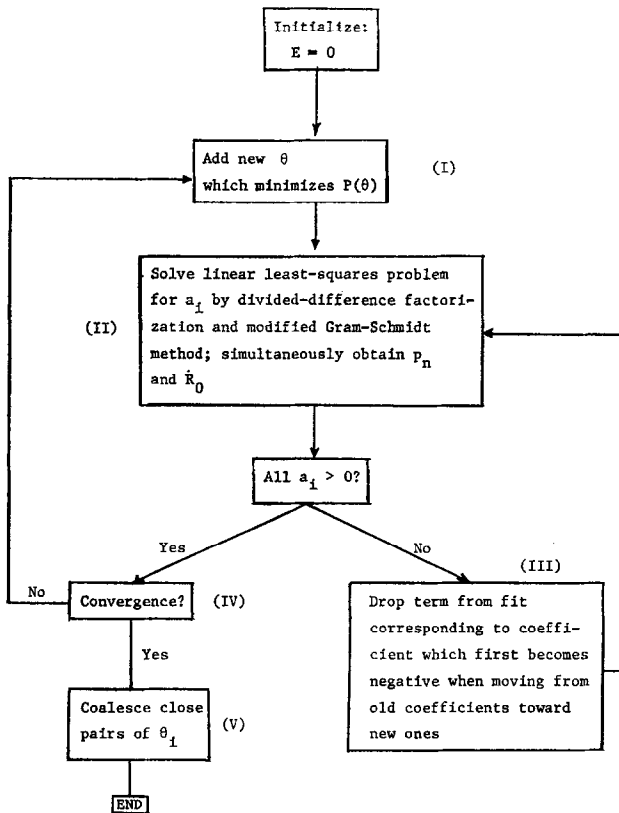 Initialize:
E = 0
Add new θ
which minimizes P(θ)
(I)
Solve linear least-squares problem
for a_i by divided-difference factori-
zation and modified Gram-Schmidt
method; simultaneously obtain p_n
and Ṙ_0
(II)
All a_i > 0?
Yes
No
(III)
No
Convergence?
(IV)
Drop term from fit
corresponding to coeffi-
cient which first becomes
negative when moving from
old coefficients toward
new ones
Yes
Coalesce close
pairs of θ_i
(V)
END